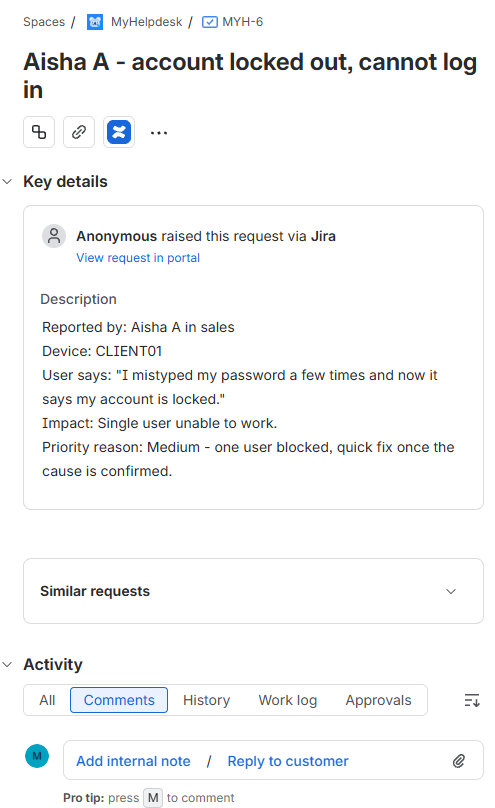 Spaces / MyHelpdesk / MYH-6
Aisha A - account locked out, cannot log
in
Key details
Anonymous raised this request via Jira
View request in portal
Description
Reported by: Aisha A in sales
Device: CLIENT01
User says: "I mistyped my password a few times and now it
says my account is locked."
Impact: Single user unable to work.
Priority reason: Medium - one user blocked, quick fix once the
cause is confirmed.
Similar requests
Activity
All Comments History Work log Approvals
M Add internal note / Reply to customer
Pro tip: press M to comment